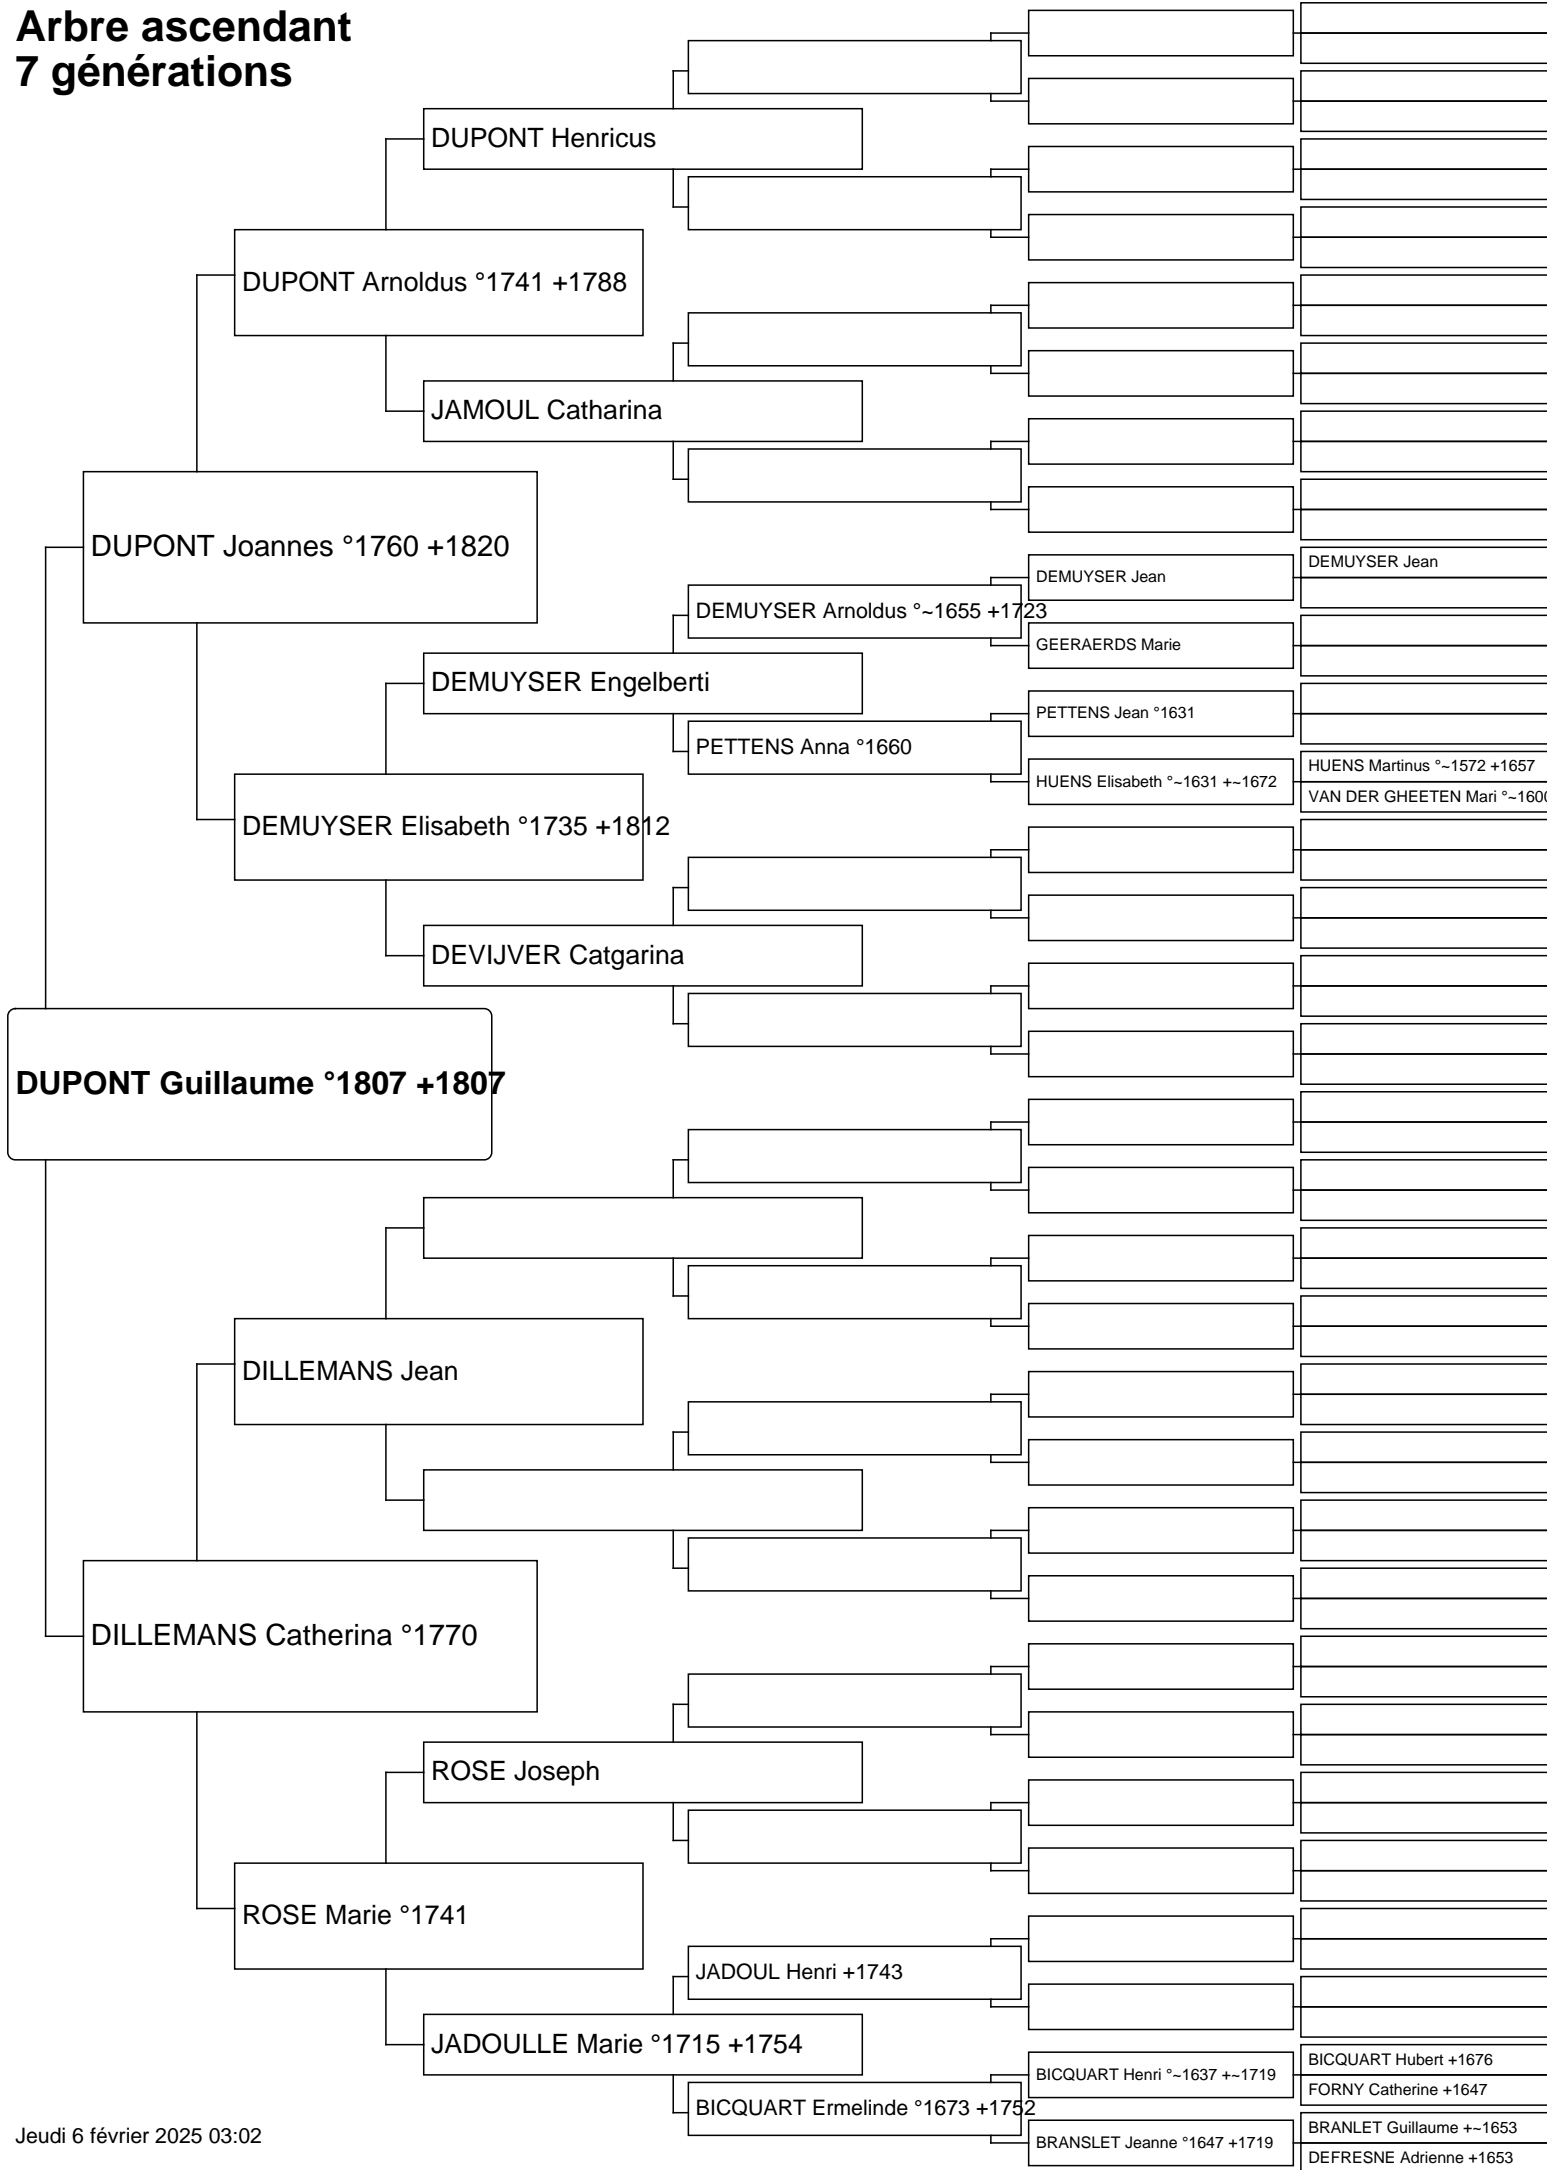 Arbre ascendant
7 générations
DUPONT Henricus
DUPONT Arnoldus °1741 +1788
JAMOUL Catharina
DUPONT Joannes °1760 +1820
DEMUYSER Jean
DEMUYSER Jean
DEMUYSER Arnoldus °~1655 +1723
GEERAERDS Marie
DEMUYSER Engelberti
PETTENS Jean °1631
PETTENS Anna °1660
HUENS Martinus °~1572 +1657
HUENS Elisabeth °~1631 +~1672
VAN DER GHEETEN Mari °~1600
DEMUYSER Elisabeth °1735 +1812
DEVIJVER Catgarina
DUPONT Guillaume °1807 +1807
DILLEMANS Jean
DILLEMANS Catherina °1770
ROSE Joseph
ROSE Marie °1741
JADOUL Henri +1743
JADOULLE Marie °1715 +1754
BICQUART Hubert +1676
BICQUART Henri °~1637 +~1719
FORNY Catherine +1647
BICQUART Ermelinde °1673 +1752
BRANLET Guillaume +~1653
BRANSLET Jeanne °1647 +1719
DEFRESNE Adrienne +1653
Jeudi 6 février 2025 03:02